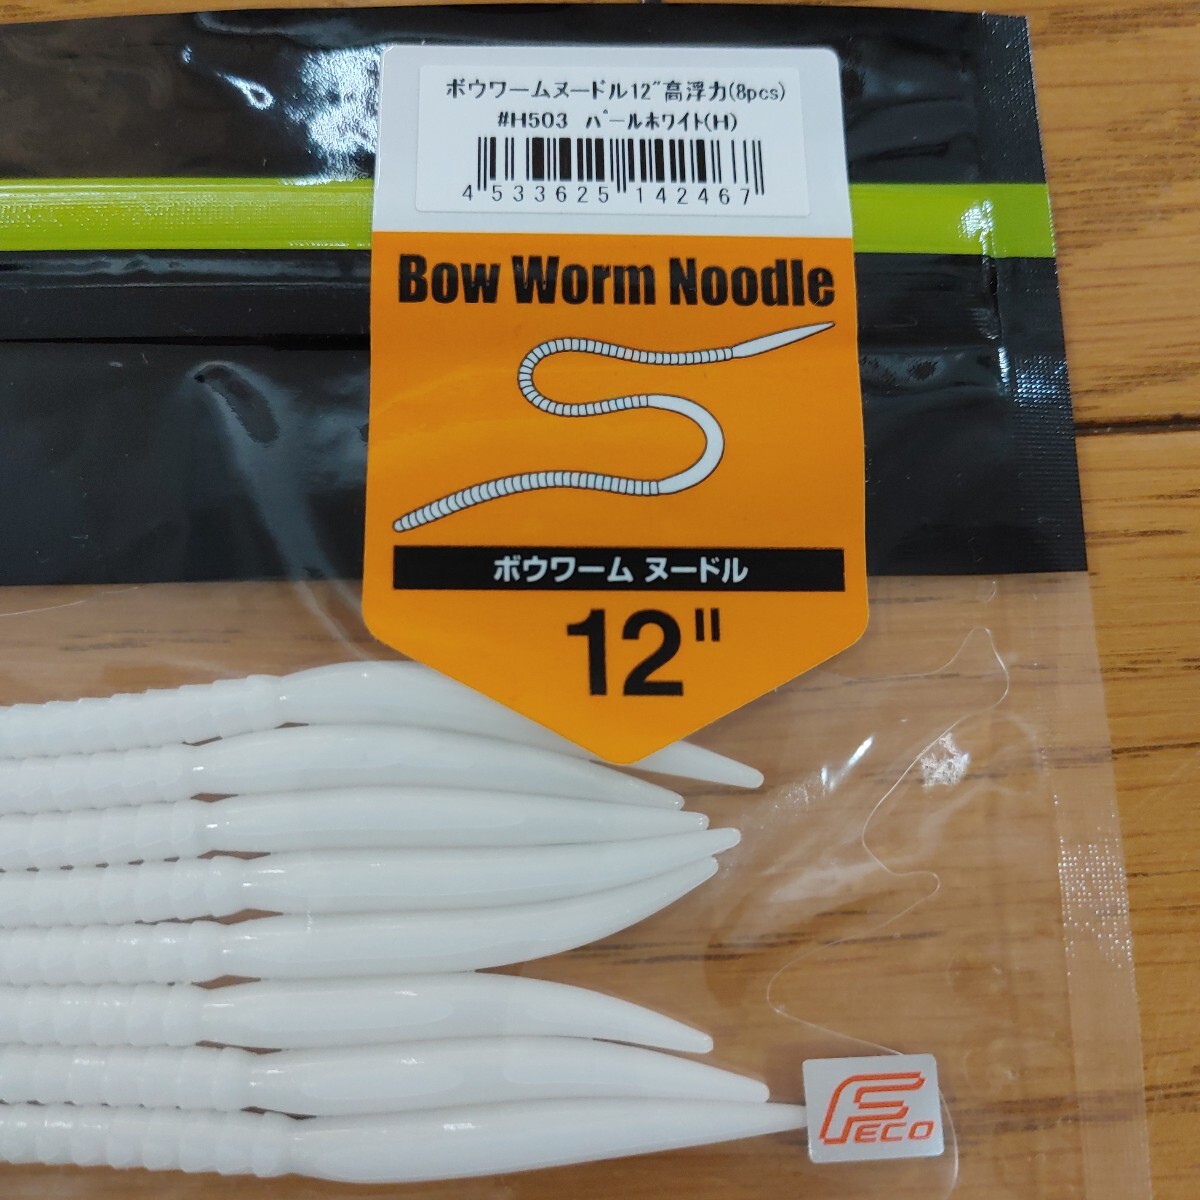 ボウワームヌードル12"高浮力(8pcs)
#H503 パールホワイト(H)
4 533625 142467
Bow Worm Noodle
ボウワーム ヌードル
12"
FECO